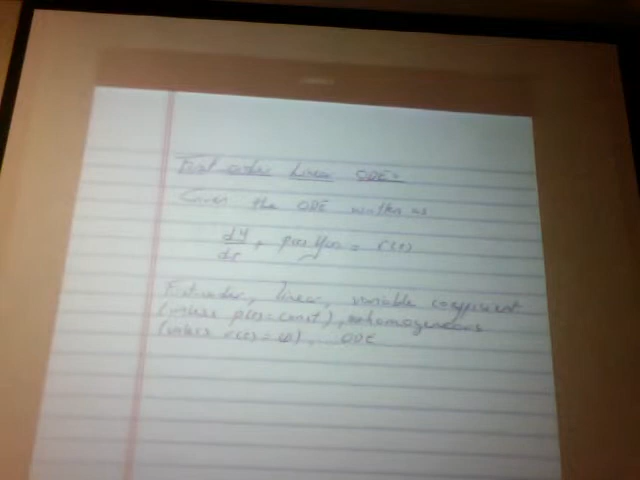 First order Linear ODEs
Given the ODE written as
dy/dx + p(x) y(x) = r(x)
First order, linear, variable coefficient
(unless p(x) = const), nonhomogeneous
(unless r(x) = 0), ODE